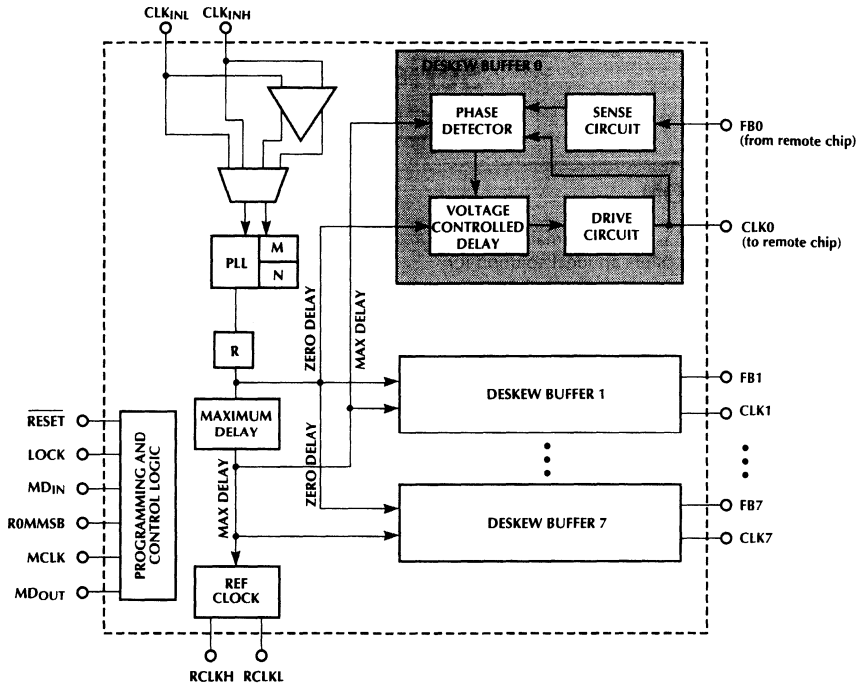 CLKINL CLKINH
DESKEW BUFFER 0
PHASE
DETECTOR
SENSE
CIRCUIT
FB0
(from remote chip)
VOLTAGE
CONTROLLED
DELAY
DRIVE
CIRCUIT
CLK0
(to remote chip)
PLL
M
N
ZERO DELAY
MAX DELAY
R
MAXIMUM
DELAY
DESKEW BUFFER 1
FB1
CLK1
RESET
LOCK
MDIN
R0MMSB
MCLK
MDOUT
PROGRAMMING AND
CONTROL LOGIC
MAX DELAY
ZERO DELAY
DESKEW BUFFER 7
FB7
CLK7
REF
CLOCK
RCLKH RCLKL